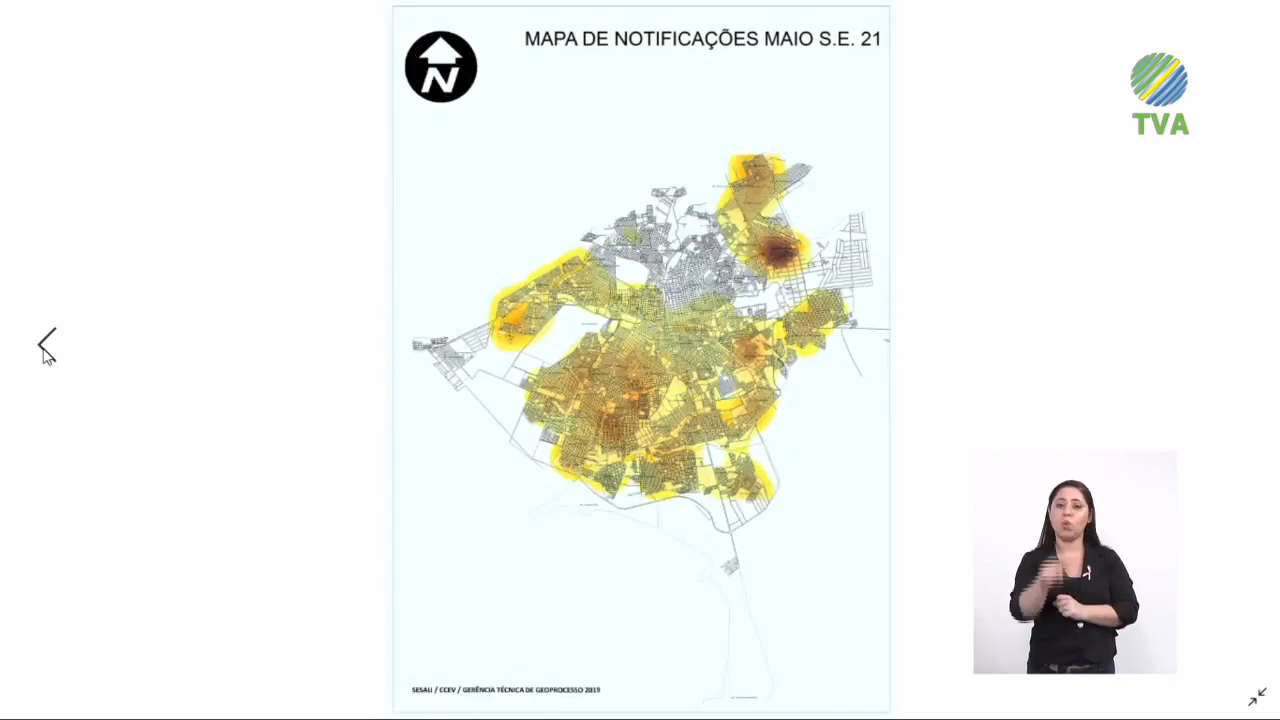 MAPA DE NOTIFICAÇÕES MAIO S.E. 21
N
TVA
SESAU / CCEV / GERÊNCIA TÉCNICA DE GEOPROCESSO 2019